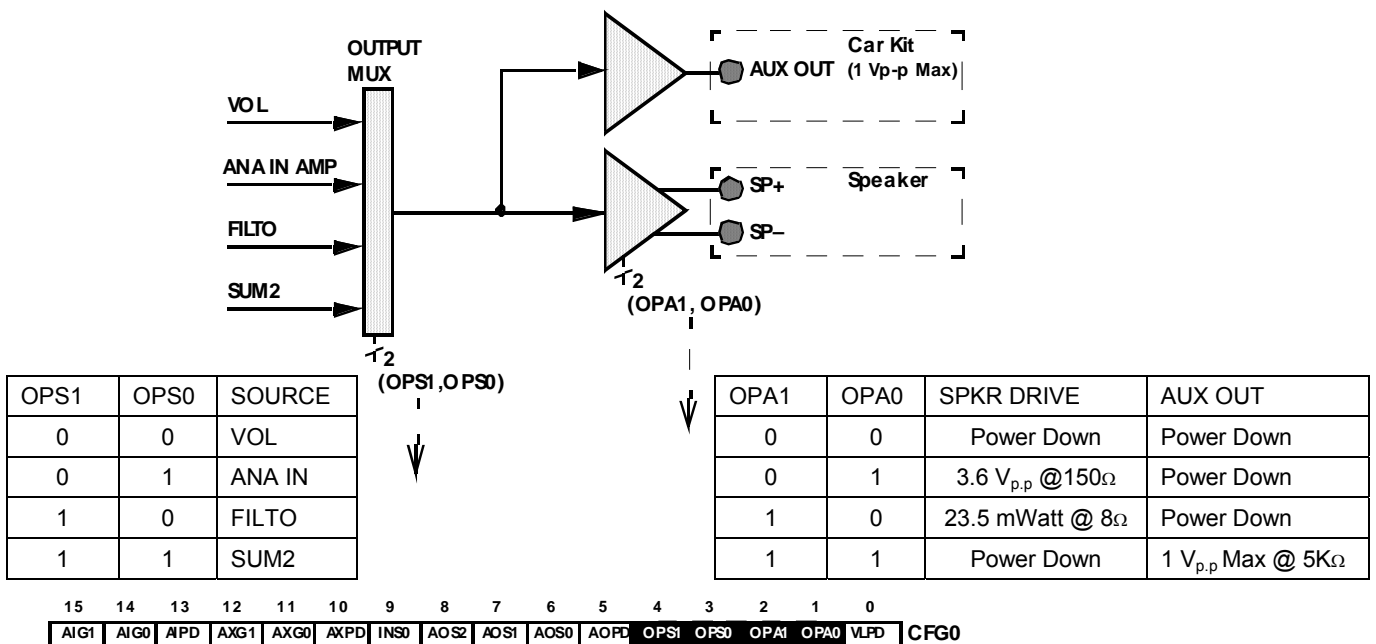 OUTPUT
MUX
VOL
ANA IN AMP
FILTO
SUM2
2
(OPS1,OPS0)
Car Kit
AUX OUT (1 Vp-p Max)
Speaker
SP+
SP–
2
(OPA1, OPA0)
OPS1 OPS0 SOURCE
0 0 VOL
0 1 ANA IN
1 0 FILTO
1 1 SUM2
OPA1 OPA0 SPKR DRIVE AUX OUT
0 0 Power Down Power Down
0 1 3.6 Vp.p @150Ω Power Down
1 0 23.5 mWatt @ 8Ω Power Down
1 1 Power Down 1 Vp.p Max @ 5KΩ
15 14 13 12 11 10 9 8 7 6 5 4 3 2 1 0
AIG1 AIG0 AIPD AXG1 AXG0 AXPD INS0 AOS2 AOS1 AOS0 AOPD OPS1 OPS0 OPA1 OPA0 VLPD CFG0